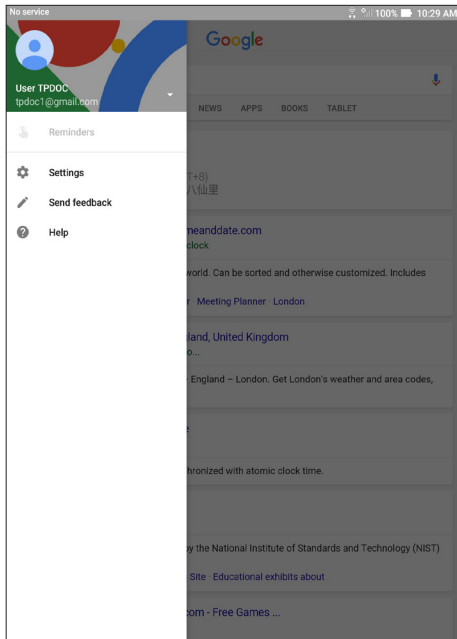 No service 100% 10:29 AM
Google
User TPDOC
tpdoc1@gmail.com
NEWS APPS BOOKS TABLET
Reminders
Settings
T+8)
八仙里
Send feedback
Help
meanddate.com
clock
world. Can be sorted and otherwise customized. Includes
r · Meeting Planner · London
land, United Kingdom
o...
England – London. Get London's weather and area codes,
hronized with atomic clock time.
by the National Institute of Standards and Technology (NIST)
Site · Educational exhibits about
com - Free Games ...